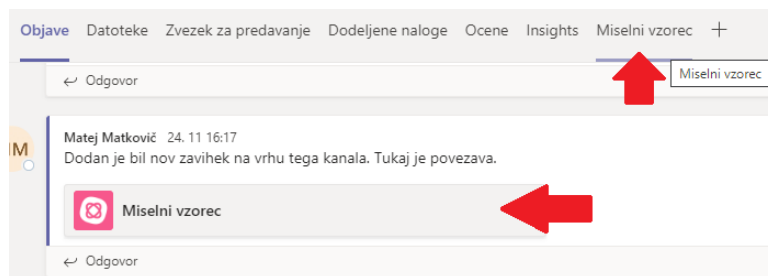 Objave Datoteke Zvezek za predavanje Dodeljene naloge Ocene Insights Miselni vzorec +
Miselni vzorec
Odgovor
IM
Matej Matkovič 24. 11 16:17
Dodan je bil nov zavihek na vrhu tega kanala. Tukaj je povezava.
Miselni vzorec
Odgovor